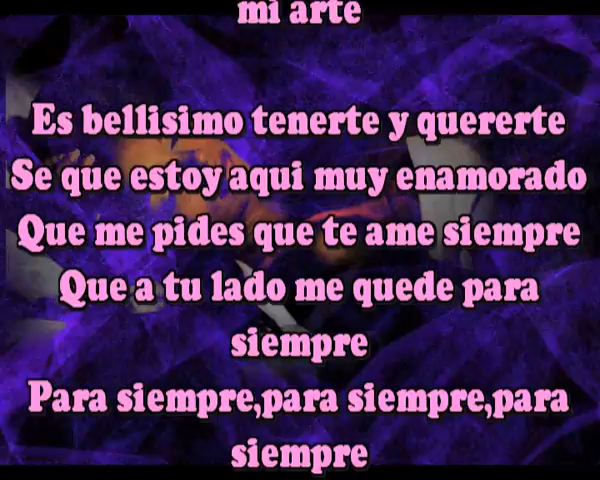 mi arte
Es bellisimo tenerte y quererte
Se que estoy aqui muy enamorado
Que me pides que te ame siempre
Que a tu lado me quede para
siempre
Para siempre,para siempre,para
siempre